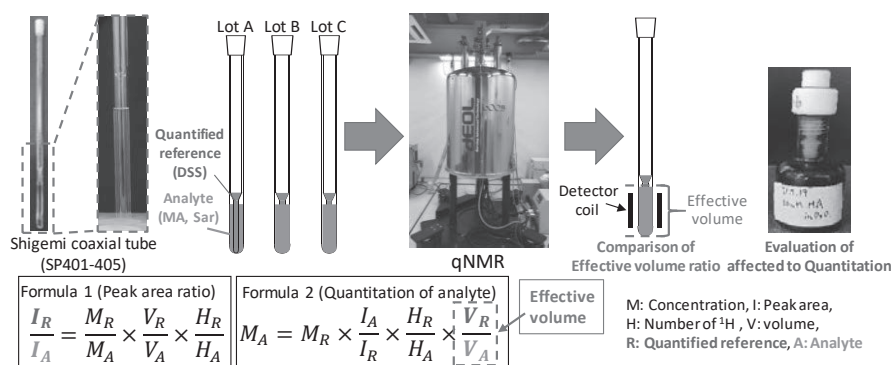 Lot A Lot B Lot C
Quantified
reference
(DSS)
Analyte
(MA, Sar)
JEOL
Detector
coil
Effective
volume
Shigemi coaxial tube
(SP401-405)
qNMR
Comparison of
Effective volume ratio
Evaluation of
affected to Quantitation
Formula 1 (Peak area ratio)
I_R/I_A = M_R/M_A × V_R/V_A × H_R/H_A
Formula 2 (Quantitation of analyte)
M_A = M_R × I_A/I_R × H_R/H_A × V_R/V_A
Effective
volume
M: Concentration, I: Peak area,
H: Number of ¹H , V: volume,
R: Quantified reference, A: Analyte